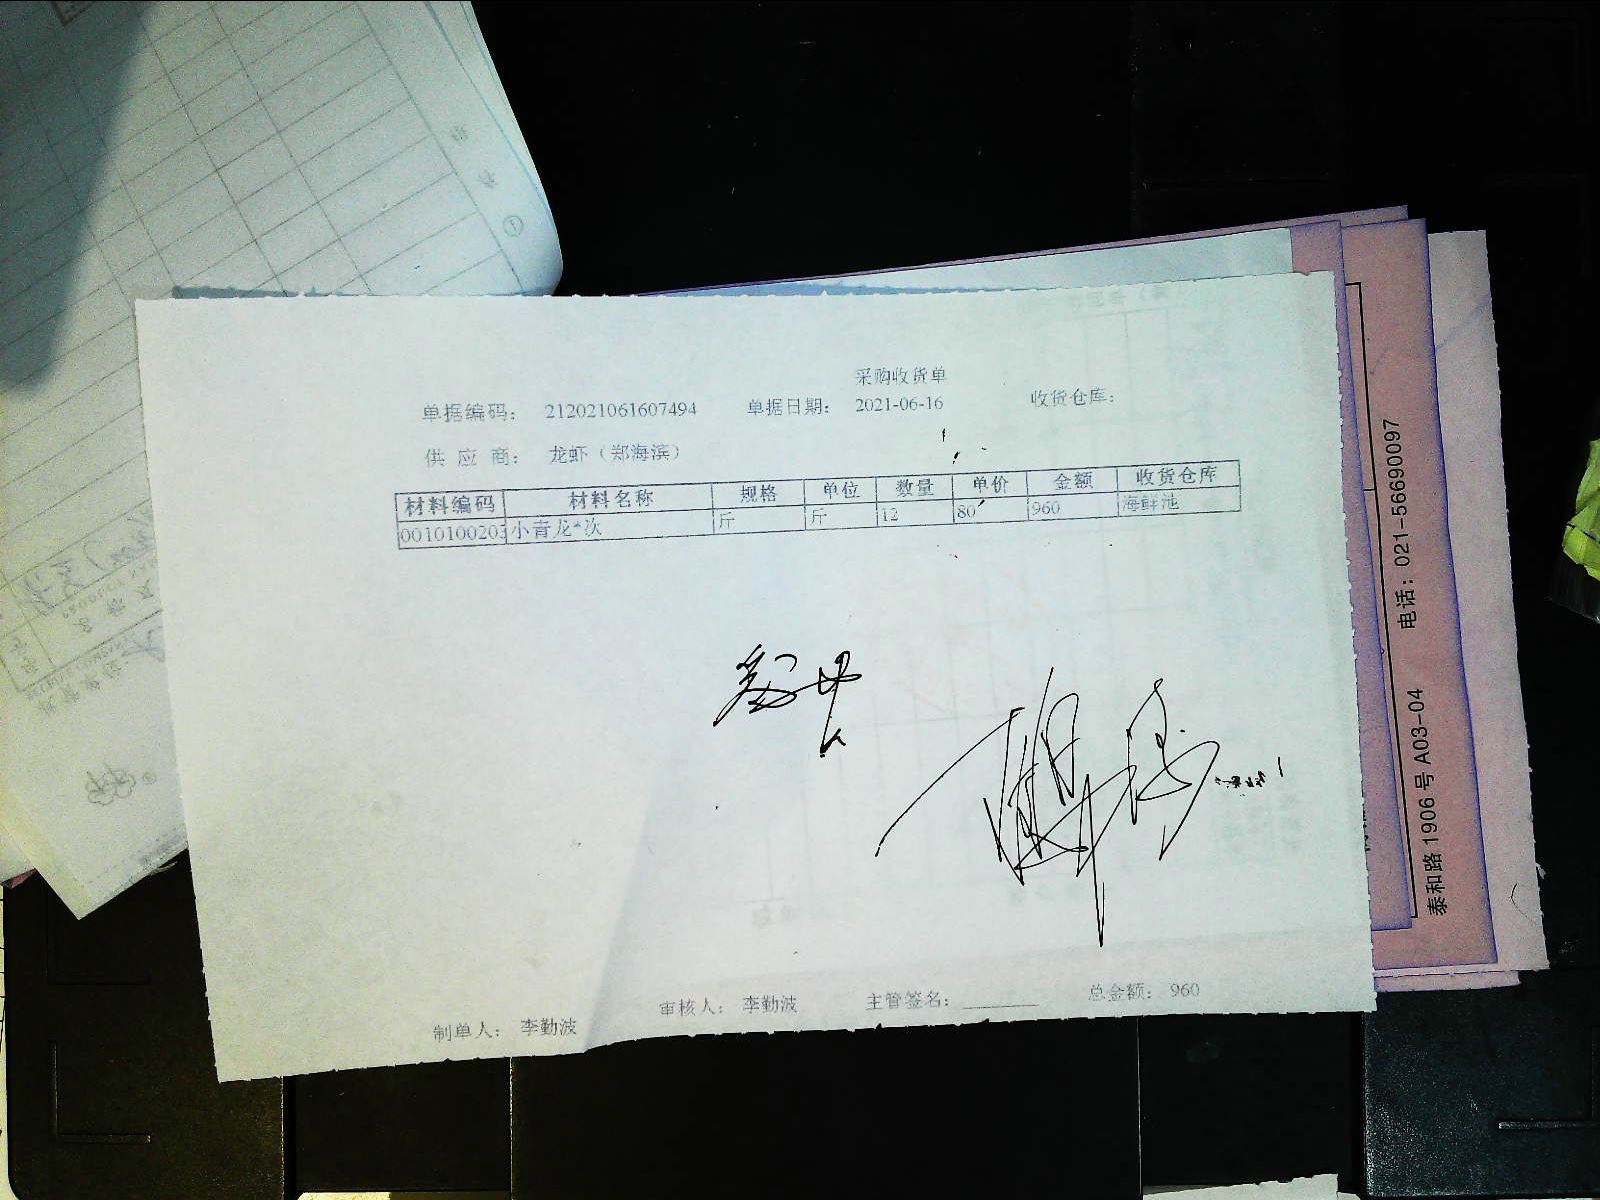 采购收货单
单据编码： 212021061607494 单据日期： 2021-06-16 收货仓库：
供 应 商： 龙虾（郑海滨）
材料编码 材料名称 规格 单位 数量 单价 金额 收货仓库
0010100203 小青龙*次 斤 斤 12 80 960 海鲜池
制单人： 李勤波 审核人： 李勤波 主管签名： 总金额： 960
泰和路 1906 号 A03-04 电话：021-56690097